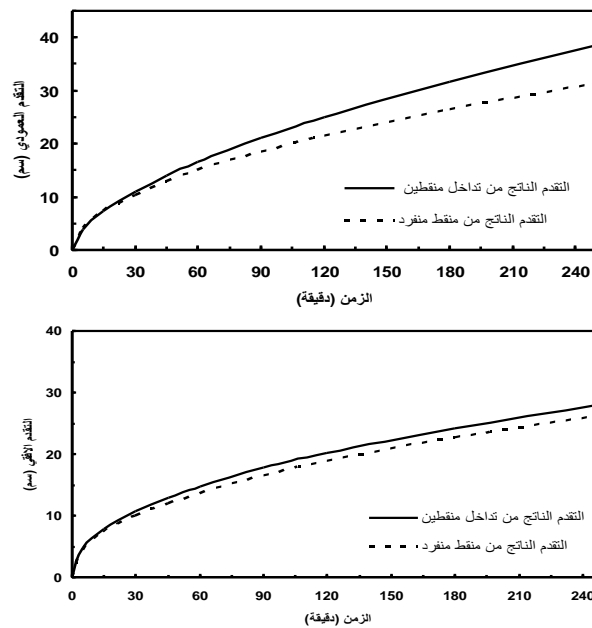 40
30
20
10
0
التقدم العمودي (سم)
التقدم الناتج من تداخل منقطين
التقدم الناتج من منقط منفرد
0 30 60 90 120 150 180 210 240
الزمن (دقيقة)
40
30
20
10
0
التقدم الأفقي (سم)
التقدم الناتج من تداخل منقطين
التقدم الناتج من منقط منفرد
0 30 60 90 120 150 180 210 240
الزمن (دقيقة)